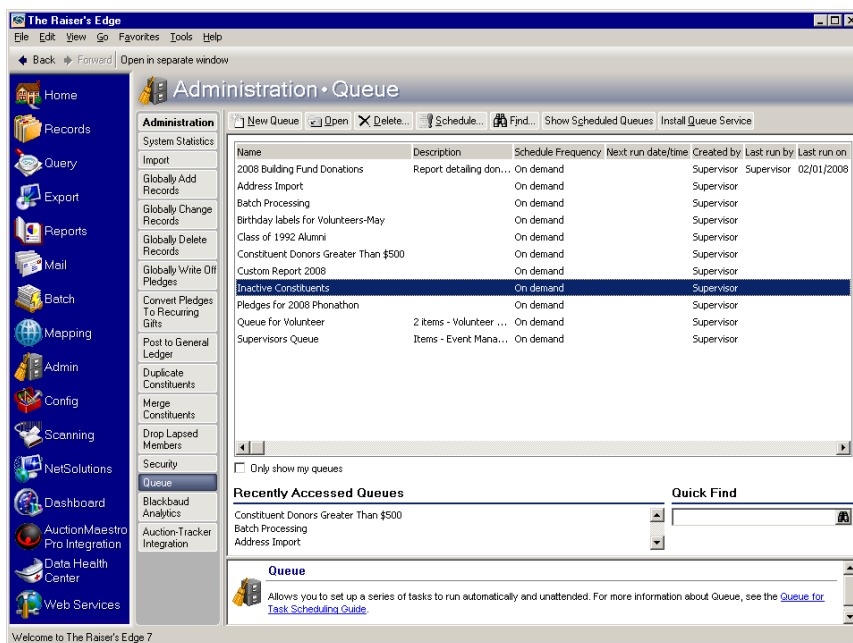 The Raiser's Edge
File Edit View Go Favorites Tools Help
Back Forward Open in separate window
Home
Records
Query
Export
Reports
Mail
Batch
Mapping
Admin
Config
Scanning
NetSolutions
Dashboard
AuctionMaestro
Pro Integration
Data Health
Center
Web Services
Administration · Queue
Administration
System Statistics
Import
Globally Add
Records
Globally Change
Records
Globally Delete
Records
Globally Write Off
Pledges
Convert Pledges
To Recurring
Gifts
Post to General
Ledger
Duplicate
Constituents
Merge
Constituents
Drop Lapsed
Members
Security
Queue
Blackbaud
Analytics
Auction-Tracker
Integration
New Queue Open Delete... Schedule... Find... Show Scheduled Queues Install Queue Service
Name Description Schedule Frequency Next run date/time Created by Last run by Last run on
2008 Building Fund Donations Report detailing don... On demand Supervisor Supervisor 02/01/2008
Address Import On demand Supervisor
Batch Processing On demand Supervisor
Birthday labels for Volunteers-May On demand Supervisor
Class of 1992 Alumni On demand Supervisor
Constituent Donors Greater Than $500 On demand Supervisor
Custom Report 2008 On demand Supervisor
Inactive Constituents On demand Supervisor
Pledges for 2008 Phonathon On demand Supervisor
Queue for Volunteer 2 items - Volunteer ... On demand Supervisor
Supervisors Queue Items - Event Mana... On demand Supervisor
Only show my queues
Recently Accessed Queues
Constituent Donors Greater Than $500
Batch Processing
Address Import
Quick Find
Queue
Allows you to set up a series of tasks to run automatically and unattended. For more information about Queue, see the Queue for
Task Scheduling Guide.
Welcome to The Raiser's Edge 7